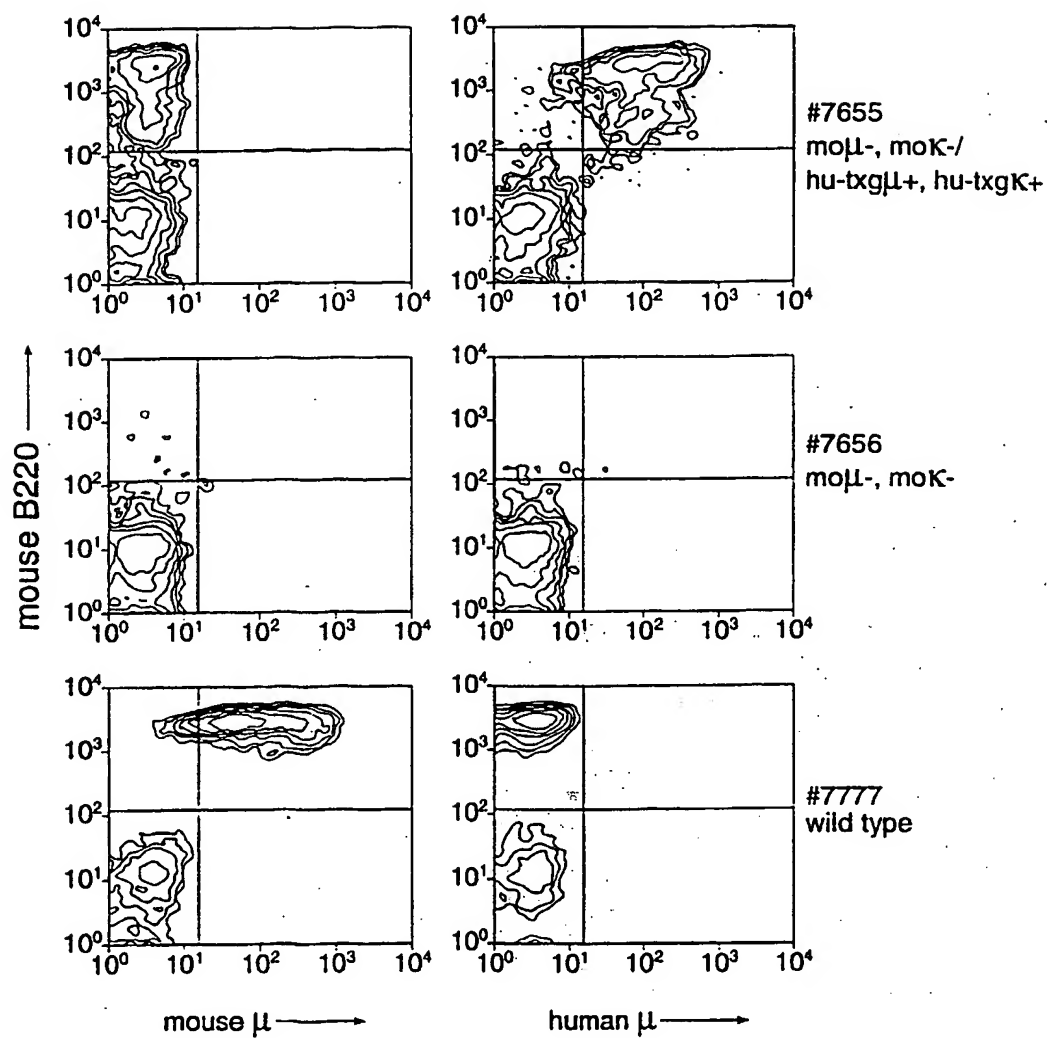 10⁴
10³
10²
10¹
10⁰
10⁰ 10¹ 10² 10³ 10⁴
10⁴
10³
10²
10¹
10⁰
10⁰ 10¹ 10² 10³ 10⁴
#7655
moμ-, moκ-/
hu-txgμ+, hu-txgκ+
mouse B220
10⁴
10³
10²
10¹
10⁰
10⁰ 10¹ 10² 10³ 10⁴
10⁴
10³
10²
10¹
10⁰
10⁰ 10¹ 10² 10³ 10⁴
#7656
moμ-, moκ-
10⁴
10³
10²
10¹
10⁰
10⁰ 10¹ 10² 10³ 10⁴
10⁴
10³
10²
10¹
10⁰
10⁰ 10¹ 10² 10³ 10⁴
#7777
wild type
mouse μ
human μ